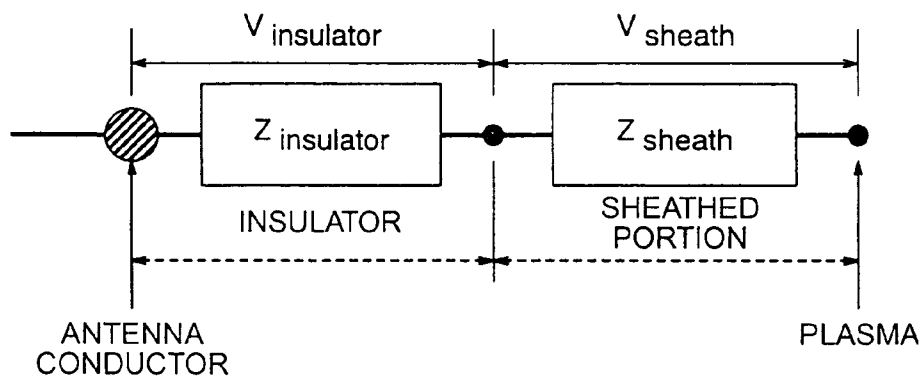 V insulator
V sheath
Z insulator
Z sheath
INSULATOR
SHEATHED
PORTION
ANTENNA
CONDUCTOR
PLASMA